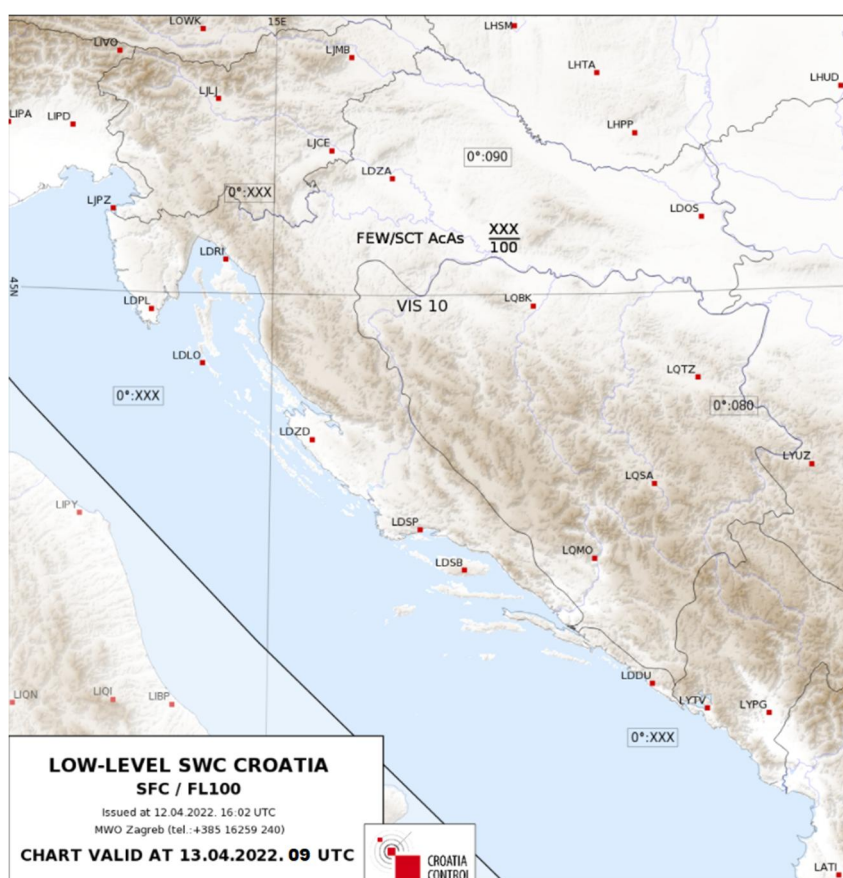 LOWK
15E
LHSM
LIVO
LJMB
LHTA
LHUD
LJLJ
LIPA
LIPD
LHPP
LJCE
0°:090
LDZA
0°:XXX
LJPZ
LDOS
FEW/SCT AcAs
XXX
100
LDRI
45N
LDPL
VIS 10
LQBK
LDLO
LQTZ
0°:XXX
0°:080
LDZD
LYUZ
LQSA
LIPY
LDSP
LQMO
LDSB
LDDU
LIQN
LIQI
LIBP
LYTV
LYPG
0°:XXX
LOW-LEVEL SWC CROATIA
SFC / FL100
Issued at 12.04.2022. 16:02 UTC
MWO Zagreb (tel.:+385 16259 240)
CHART VALID AT 13.04.2022. 09 UTC
CROATIA
CONTROL
LATI